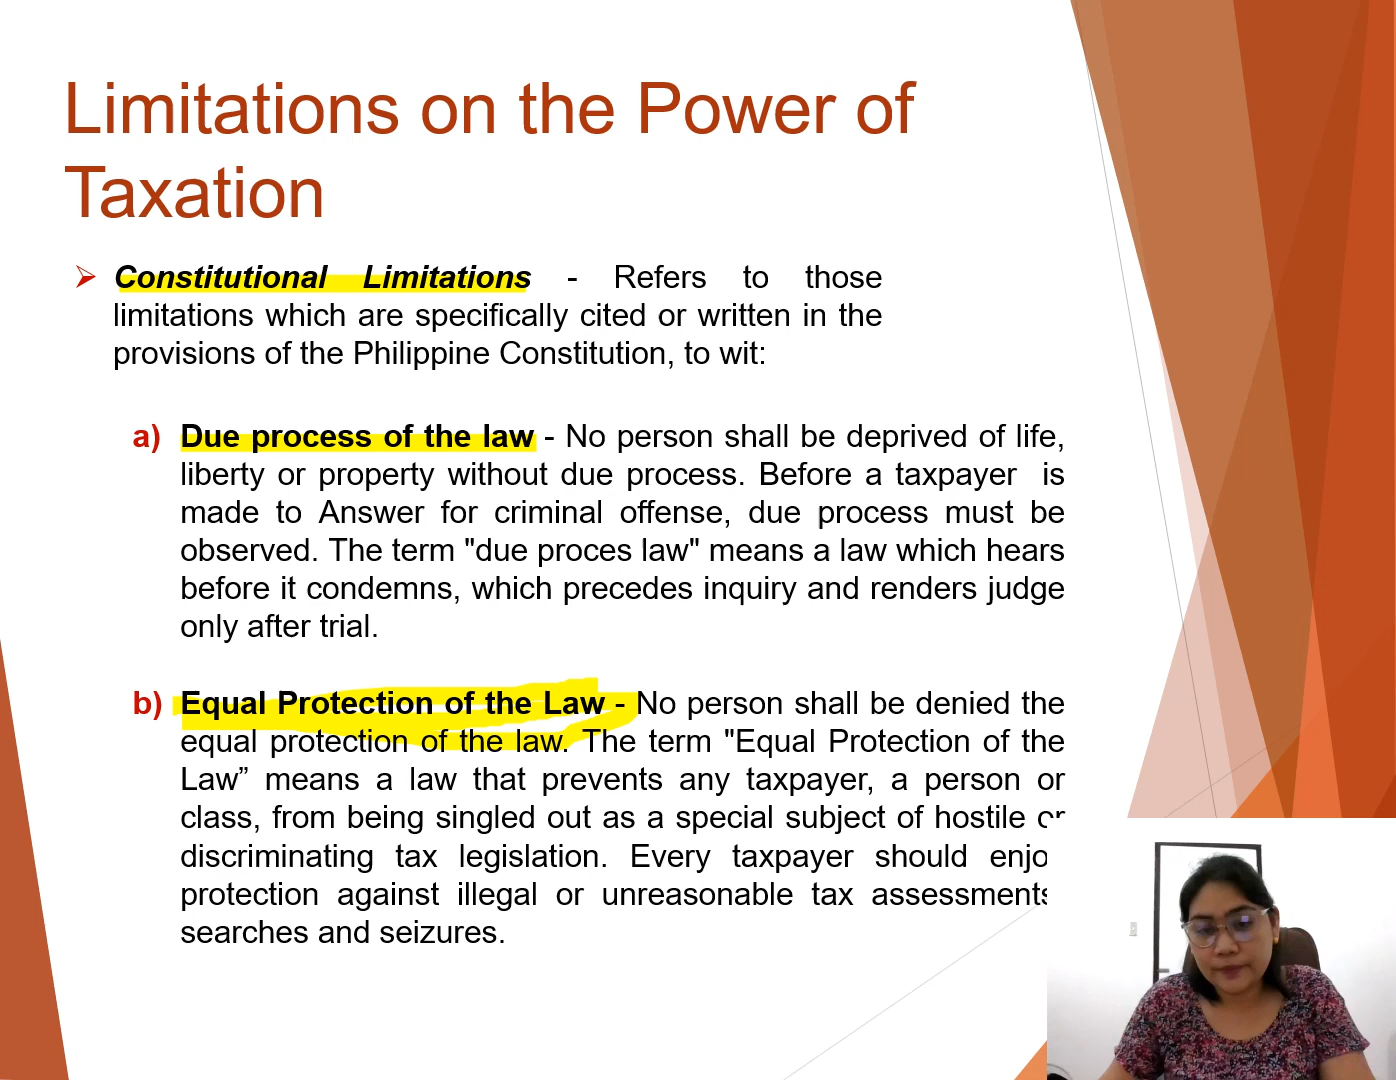 Limitations on the Power of
Taxation
Constitutional Limitations - Refers to those
limitations which are specifically cited or written in the
provisions of the Philippine Constitution, to wit:
a) Due process of the law - No person shall be deprived of life,
liberty or property without due process. Before a taxpayer is
made to Answer for criminal offense, due process must be
observed. The term "due proces law" means a law which hears
before it condemns, which precedes inquiry and renders judge
only after trial.
b) Equal Protection of the Law - No person shall be denied the
equal protection of the law. The term "Equal Protection of the
Law” means a law that prevents any taxpayer, a person or
class, from being singled out as a special subject of hostile or
discriminating tax legislation. Every taxpayer should enjo
protection against illegal or unreasonable tax assessments
searches and seizures.